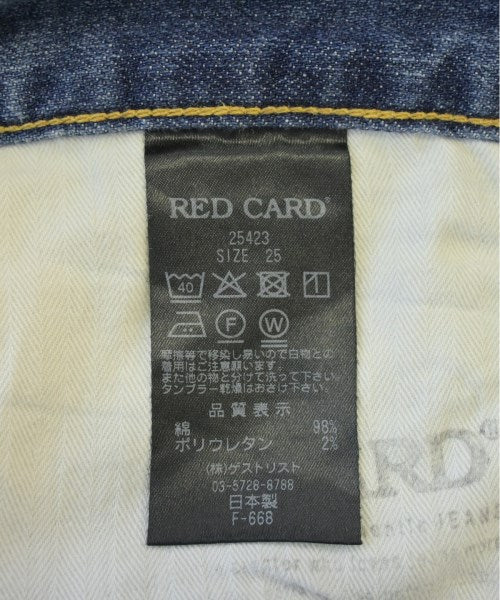 RED CARD®
25423
SIZE 25
40
F W
摩擦等で移染し易いので白物との
着用はご注意願います。
また他の物と分けて洗って下さい。
タンブラー乾燥はお避け下さい。
品質表示
綿 98%
ポリウレタン 2%
(株)ゲストリスト
03-5728-8788
日本製
F-668
ARD®